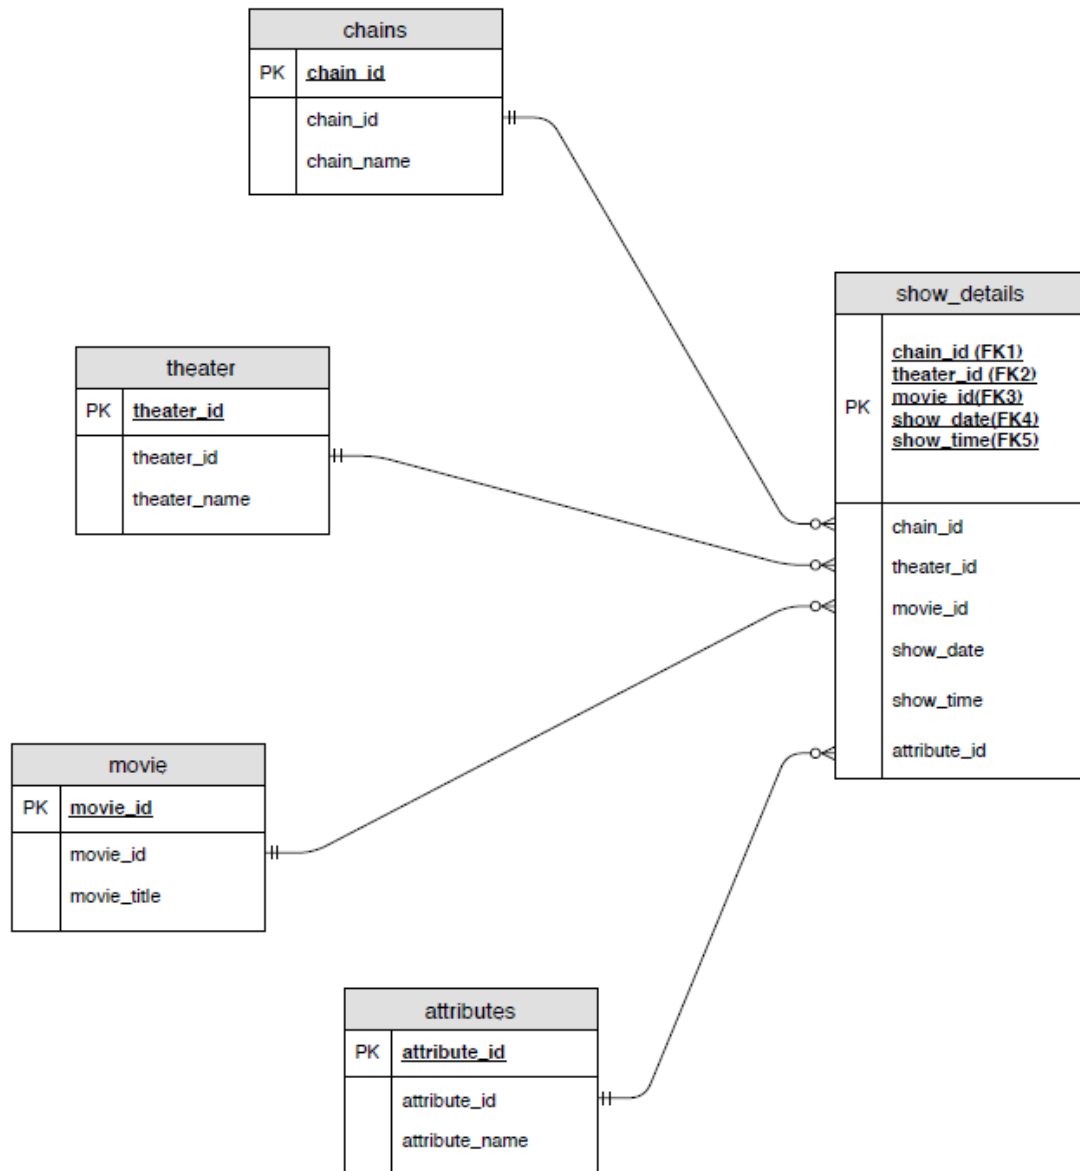 chains
PK chain_id
chain_id
chain_name
show_details
PK
chain_id (FK1)
theater_id (FK2)
movie_id(FK3)
show_date(FK4)
show_time(FK5)
chain_id
theater_id
movie_id
show_date
show_time
attribute_id
theater
PK theater_id
theater_id
theater_name
movie
PK movie_id
movie_id
movie_title
attributes
PK attribute_id
attribute_id
attribute_name